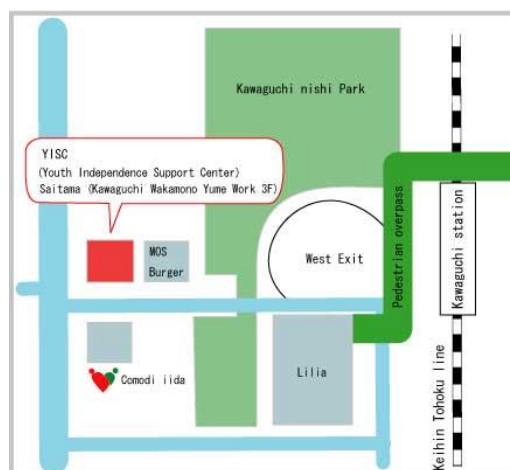 Kawaguchi nishi Park
YISC
(Youth Independence Support Center)
Saitama (Kawaguchi Wakamono Yume Work 3F)
MOS
Burger
West Exit
Pedestrian overpass
Kawaguchi station
Comodi iida
Lilia
Keihin Tohoku line